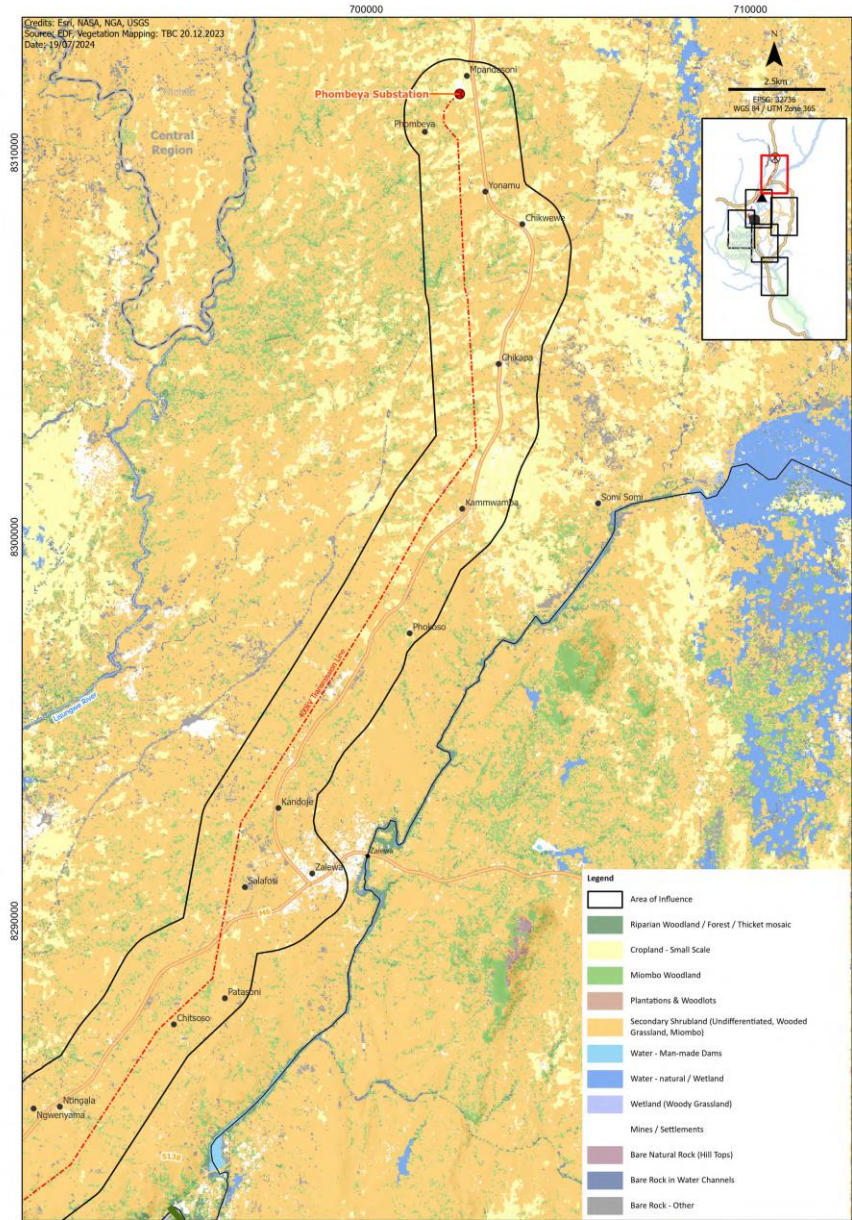 Credits: Esri, NASA, NGA, USGS
Source: EDF, Vegetation Mapping: TBC 20.12.2023
Date: 19/07/2024
700000
710000
N
2.5km
EPSG: 32736
WGS 84 / UTM Zone 36S
8310000
8300000
8290000
Central
Region
Mpandasoni
Phombeya Substation
Phombeya
Yonamu
Chikwewe
Chikapa
Kammwamba
Somi Somi
Phokoso
400kV Transmission Line
Kandoje
Zalewa
Zalewa
Salafosi
M6
Patasoni
Chitsoso
Ntingala
Ngwenyama
S138
Legend
Area of Influence
Riparian Woodland / Forest / Thicket mosaic
Cropland - Small Scale
Miombo Woodland
Plantations & Woodlots
Secondary Shrubland (Undifferentiated, Wooded
Grassland, Miombo)
Water - Man-made Dams
Water - natural / Wetland
Wetland (Woody Grassland)
Mines / Settlements
Bare Natural Rock (Hill Tops)
Bare Rock in Water Channels
Bare Rock - Other